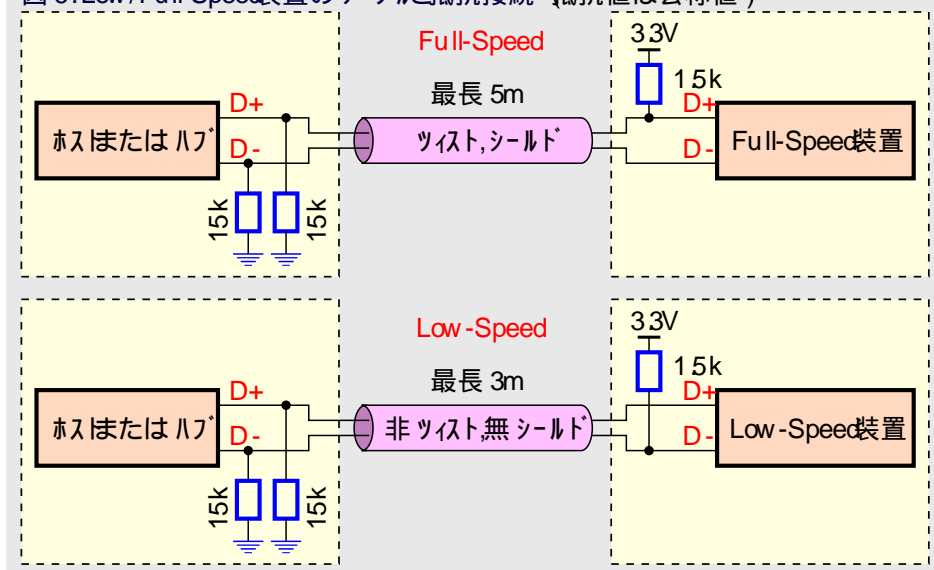 Full-Speed
最長 5m
3.3V
1.5k
D+
D-
ホストまたは ハブ
ツイスト, シールド
D+
D-
Full-Speed装置
15k
15k
Low-Speed
最長 3m
3.3V
1.5k
D+
D-
ホストまたは ハブ
非 ツイスト,無 シールド
D+
D-
Low-Speed装置
15k
15k